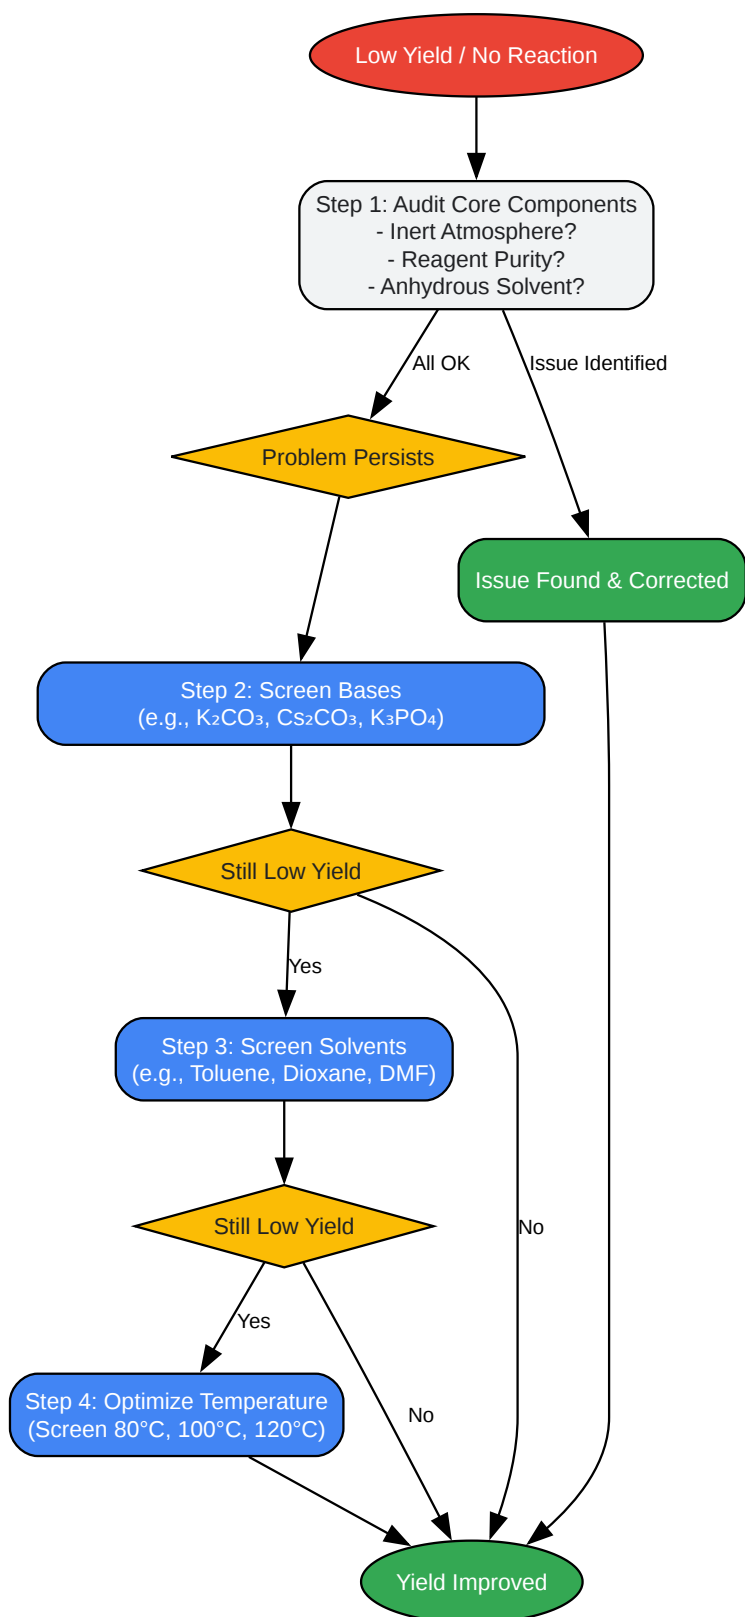 Low Yield / No Reaction
Step 1: Audit Core Components
- Inert Atmosphere?
- Reagent Purity?
- Anhydrous Solvent?
All OK
Issue Identified
Problem Persists
Issue Found & Corrected
Step 2: Screen Bases
(e.g., K₂CO₃, Cs₂CO₃, K₃PO₄)
Still Low Yield
Yes
Step 3: Screen Solvents
(e.g., Toluene, Dioxane, DMF)
Still Low Yield
No
Yes
Step 4: Optimize Temperature
(Screen 80°C, 100°C, 120°C)
No
Yield Improved